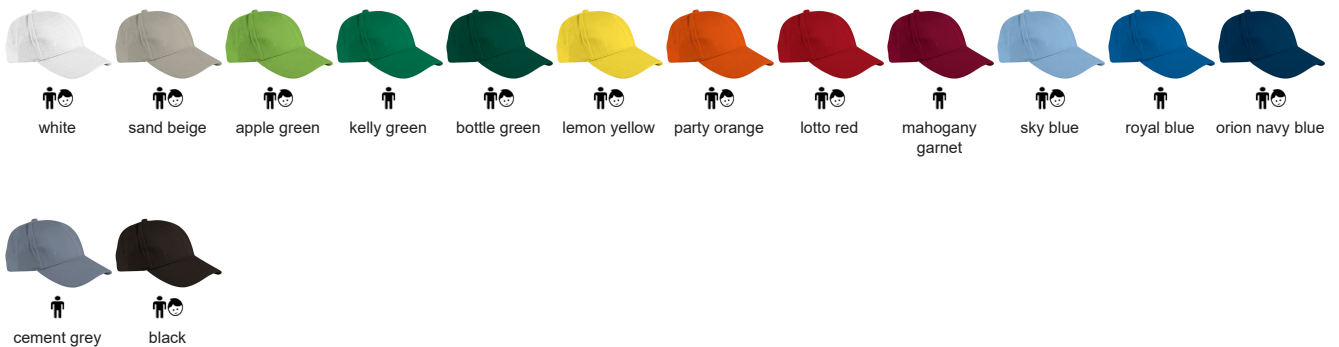 white
sand beige
apple green
kelly green
bottle green
lemon yellow
party orange
lotto red
mahogany
garnet
sky blue
royal blue
orion navy blue
cement grey
black